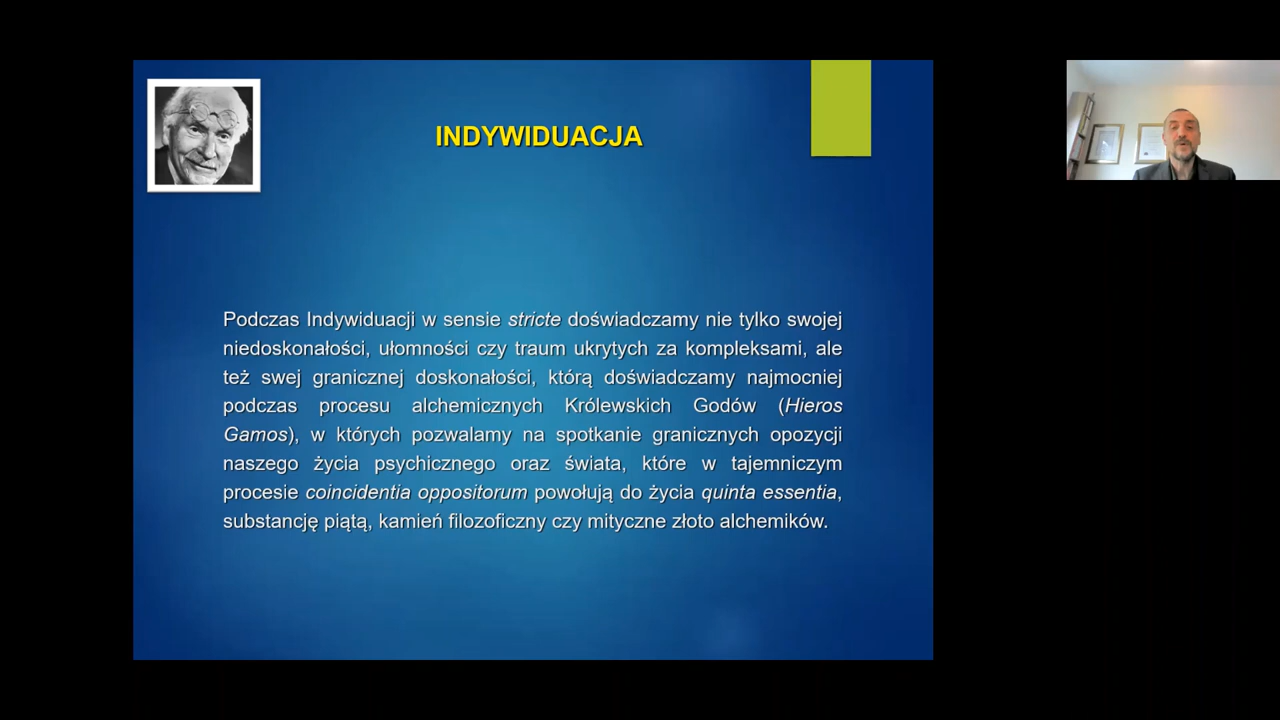 INDYWIDUACJA
Podczas Indywiduacji w sensie stricte doświadczamy nie tylko swojej
niedoskonałości, ułomności czy traum ukrytych za kompleksami, ale
też swej granicznej doskonałości, którą doświadczamy najmocniej
podczas procesu alchemicznych Królewskich Godów (Hieros
Gamos), w których pozwalamy na spotkanie granicznych opozycji
naszego życia psychicznego oraz świata, które w tajemniczym
procesie coincidentia oppositorum powołują do życia quinta essentia,
substancję piątą, kamień filozoficzny czy mityczne złoto alchemików.